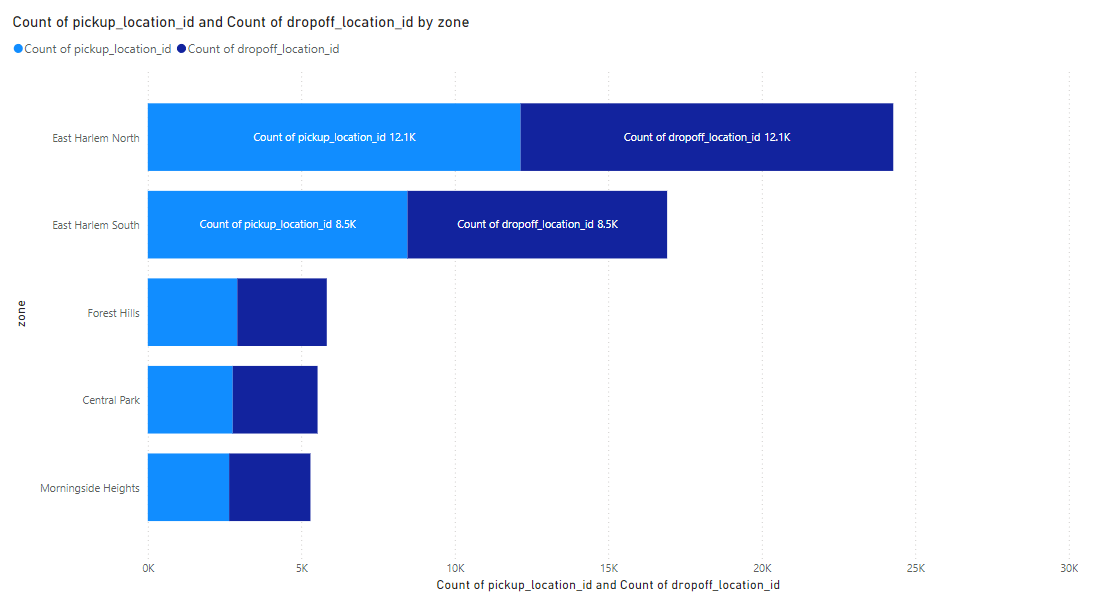 Count of pickup_location_id and Count of dropoff_location_id by zone
Count of pickup_location_id Count of dropoff_location_id
East Harlem North
Count of pickup_location_id 12.1K Count of dropoff_location_id 12.1K
East Harlem South
Count of pickup_location_id 8.5K Count of dropoff_location_id 8.5K
Forest Hills
Central Park
Morningside Heights
zone
0K 5K 10K 15K 20K 25K 30K
Count of pickup_location_id and Count of dropoff_location_id